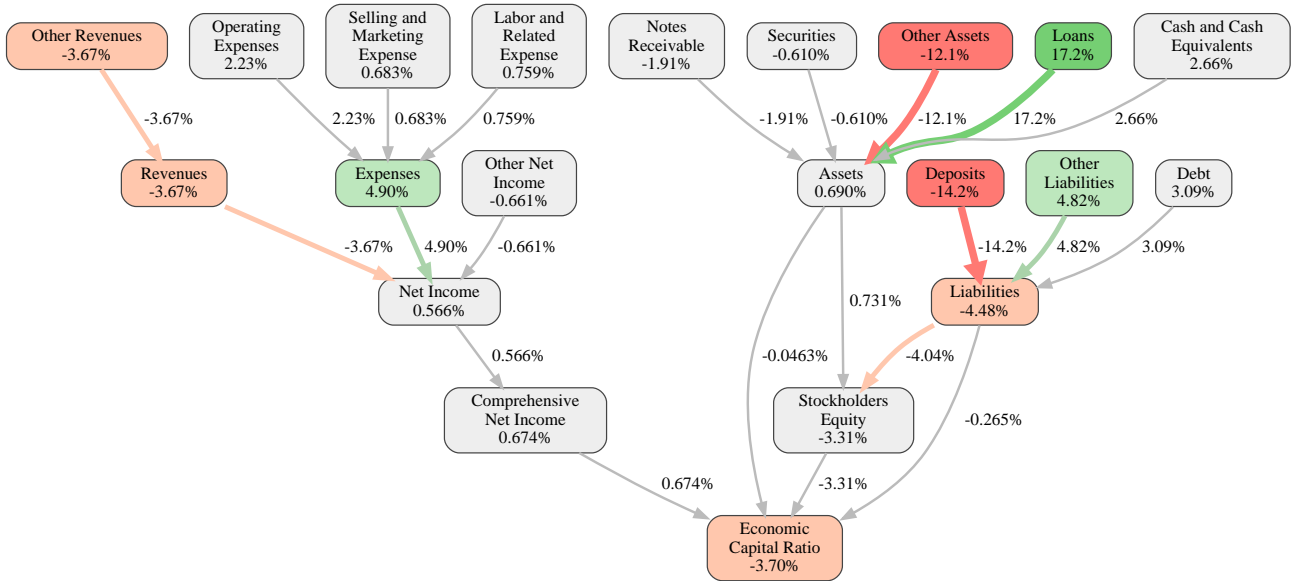 Other Revenues
-3.67%
Operating
Expenses
2.23%
Selling and
Marketing
Expense
0.683%
Labor and
Related
Expense
0.759%
Notes
Receivable
-1.91%
Securities
-0.610%
Other Assets
-12.1%
Loans
17.2%
Cash and Cash
Equivalents
2.66%
-3.67%
2.23%
0.683%
0.759%
-1.91%
-0.610%
-12.1%
17.2%
2.66%
Revenues
-3.67%
Expenses
4.90%
Other Net
Income
-0.661%
Assets
0.690%
Deposits
-14.2%
Other
Liabilities
4.82%
Debt
3.09%
-3.67%
4.90%
-0.661%
-14.2%
4.82%
3.09%
Net Income
0.566%
0.731%
Liabilities
-4.48%
0.566%
-0.0463%
-4.04%
Comprehensive
Net Income
0.674%
Stockholders
Equity
-3.31%
-0.265%
0.674%
-3.31%
Economic
Capital Ratio
-3.70%